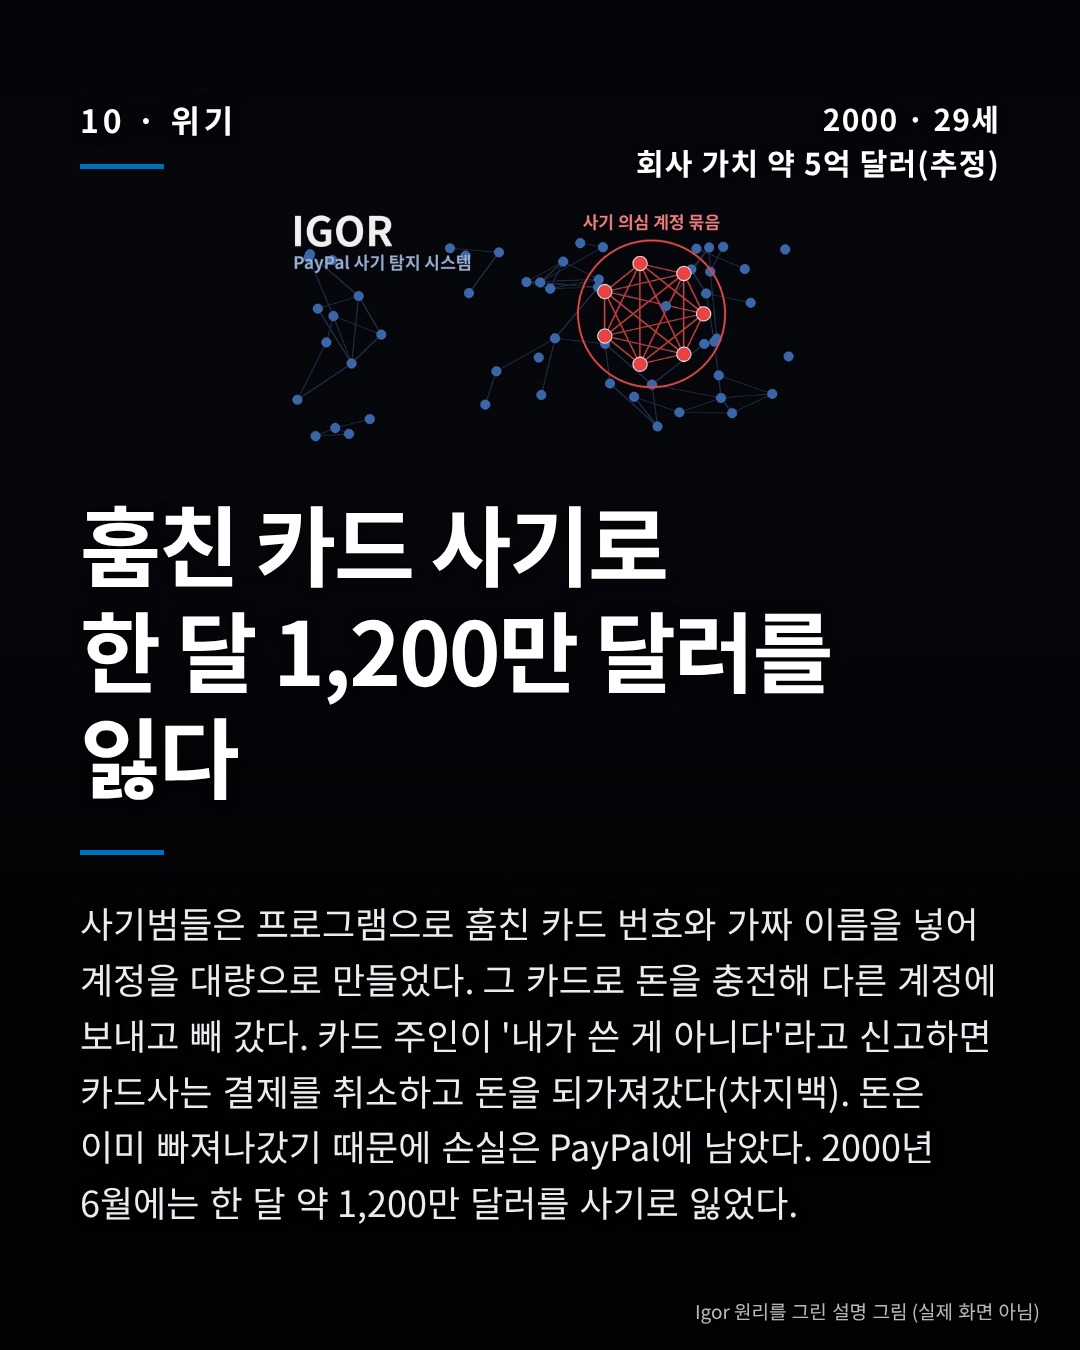 10 · 위기
2000 · 29세
회사 가치 약 5억 달러(추정)
IGOR
PayPal 사기 탐지 시스템
사기 의심 계정 묶음
훔친 카드 사기로
한 달 1,200만 달러를
잃다
사기범들은 프로그램으로 훔친 카드 번호와 가짜 이름을 넣어
계정을 대량으로 만들었다. 그 카드로 돈을 충전해 다른 계정에
보내고 빼 갔다. 카드 주인이 '내가 쓴 게 아니다'라고 신고하면
카드사는 결제를 취소하고 돈을 되가져갔다(차지백). 돈은
이미 빠져나갔기 때문에 손실은 PayPal에 남았다. 2000년
6월에는 한 달 약 1,200만 달러를 사기로 잃었다.
Igor 원리를 그린 설명 그림 (실제 화면 아님)